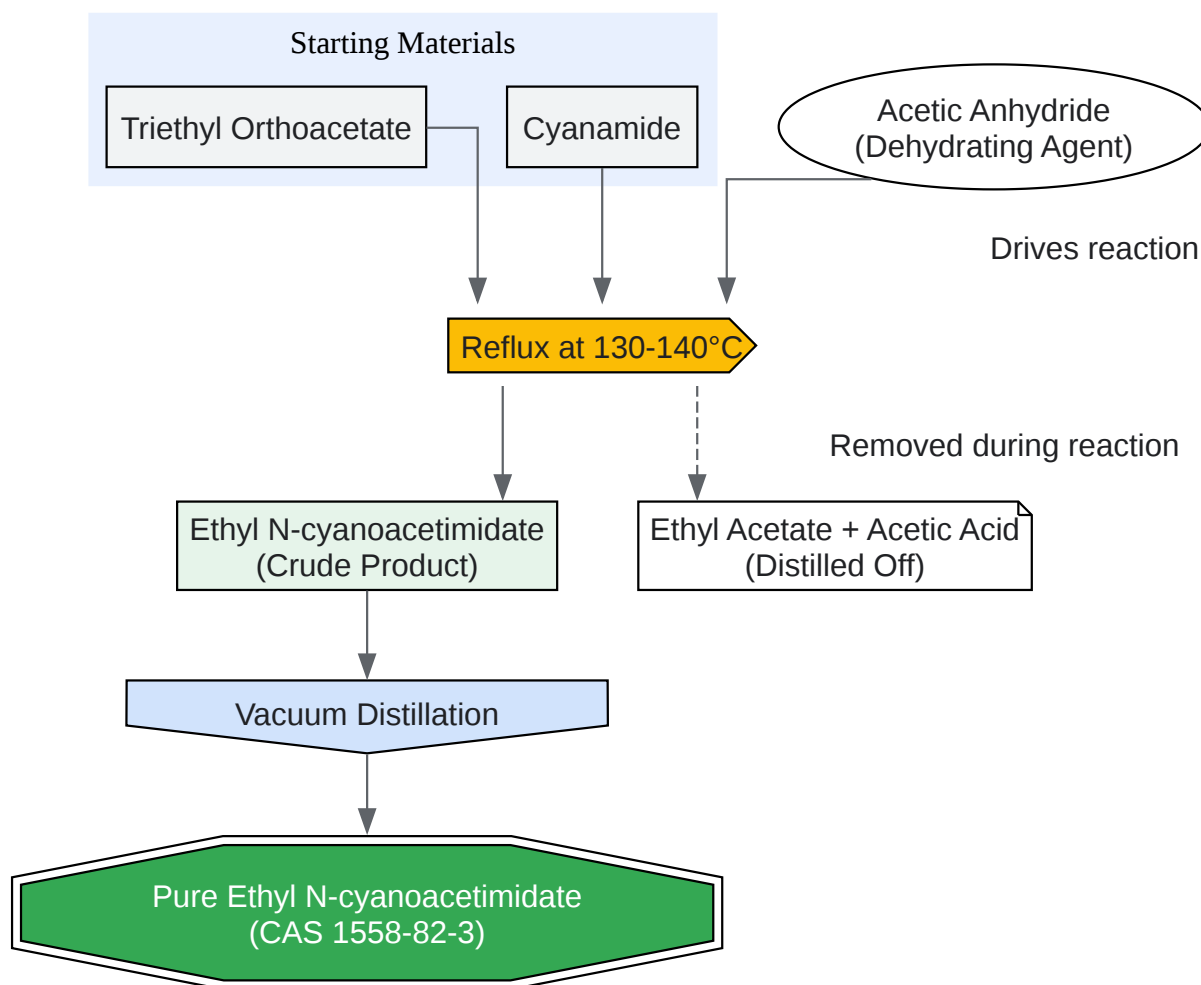 Starting Materials
Triethyl Orthoacetate
Cyanamide
Acetic Anhydride
(Dehydrating Agent)
Drives reaction
Reflux at 130-140°C
Removed during reaction
Ethyl N-cyanoacetimidate
(Crude Product)
Ethyl Acetate + Acetic Acid
(Distilled Off)
Vacuum Distillation
Pure Ethyl N-cyanoacetimidate
(CAS 1558-82-3)